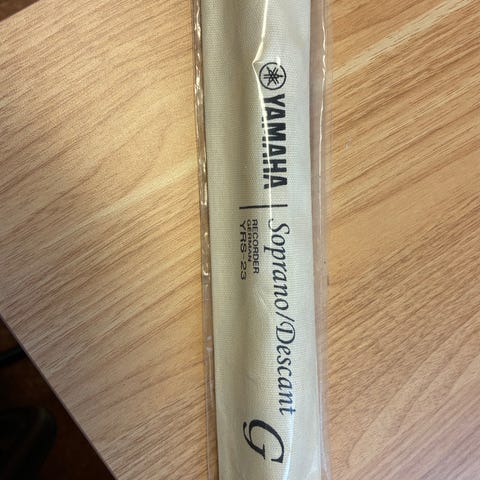 YAMAHA | Soprano/Descant G
RECORDER
GERMAN
YRS-23